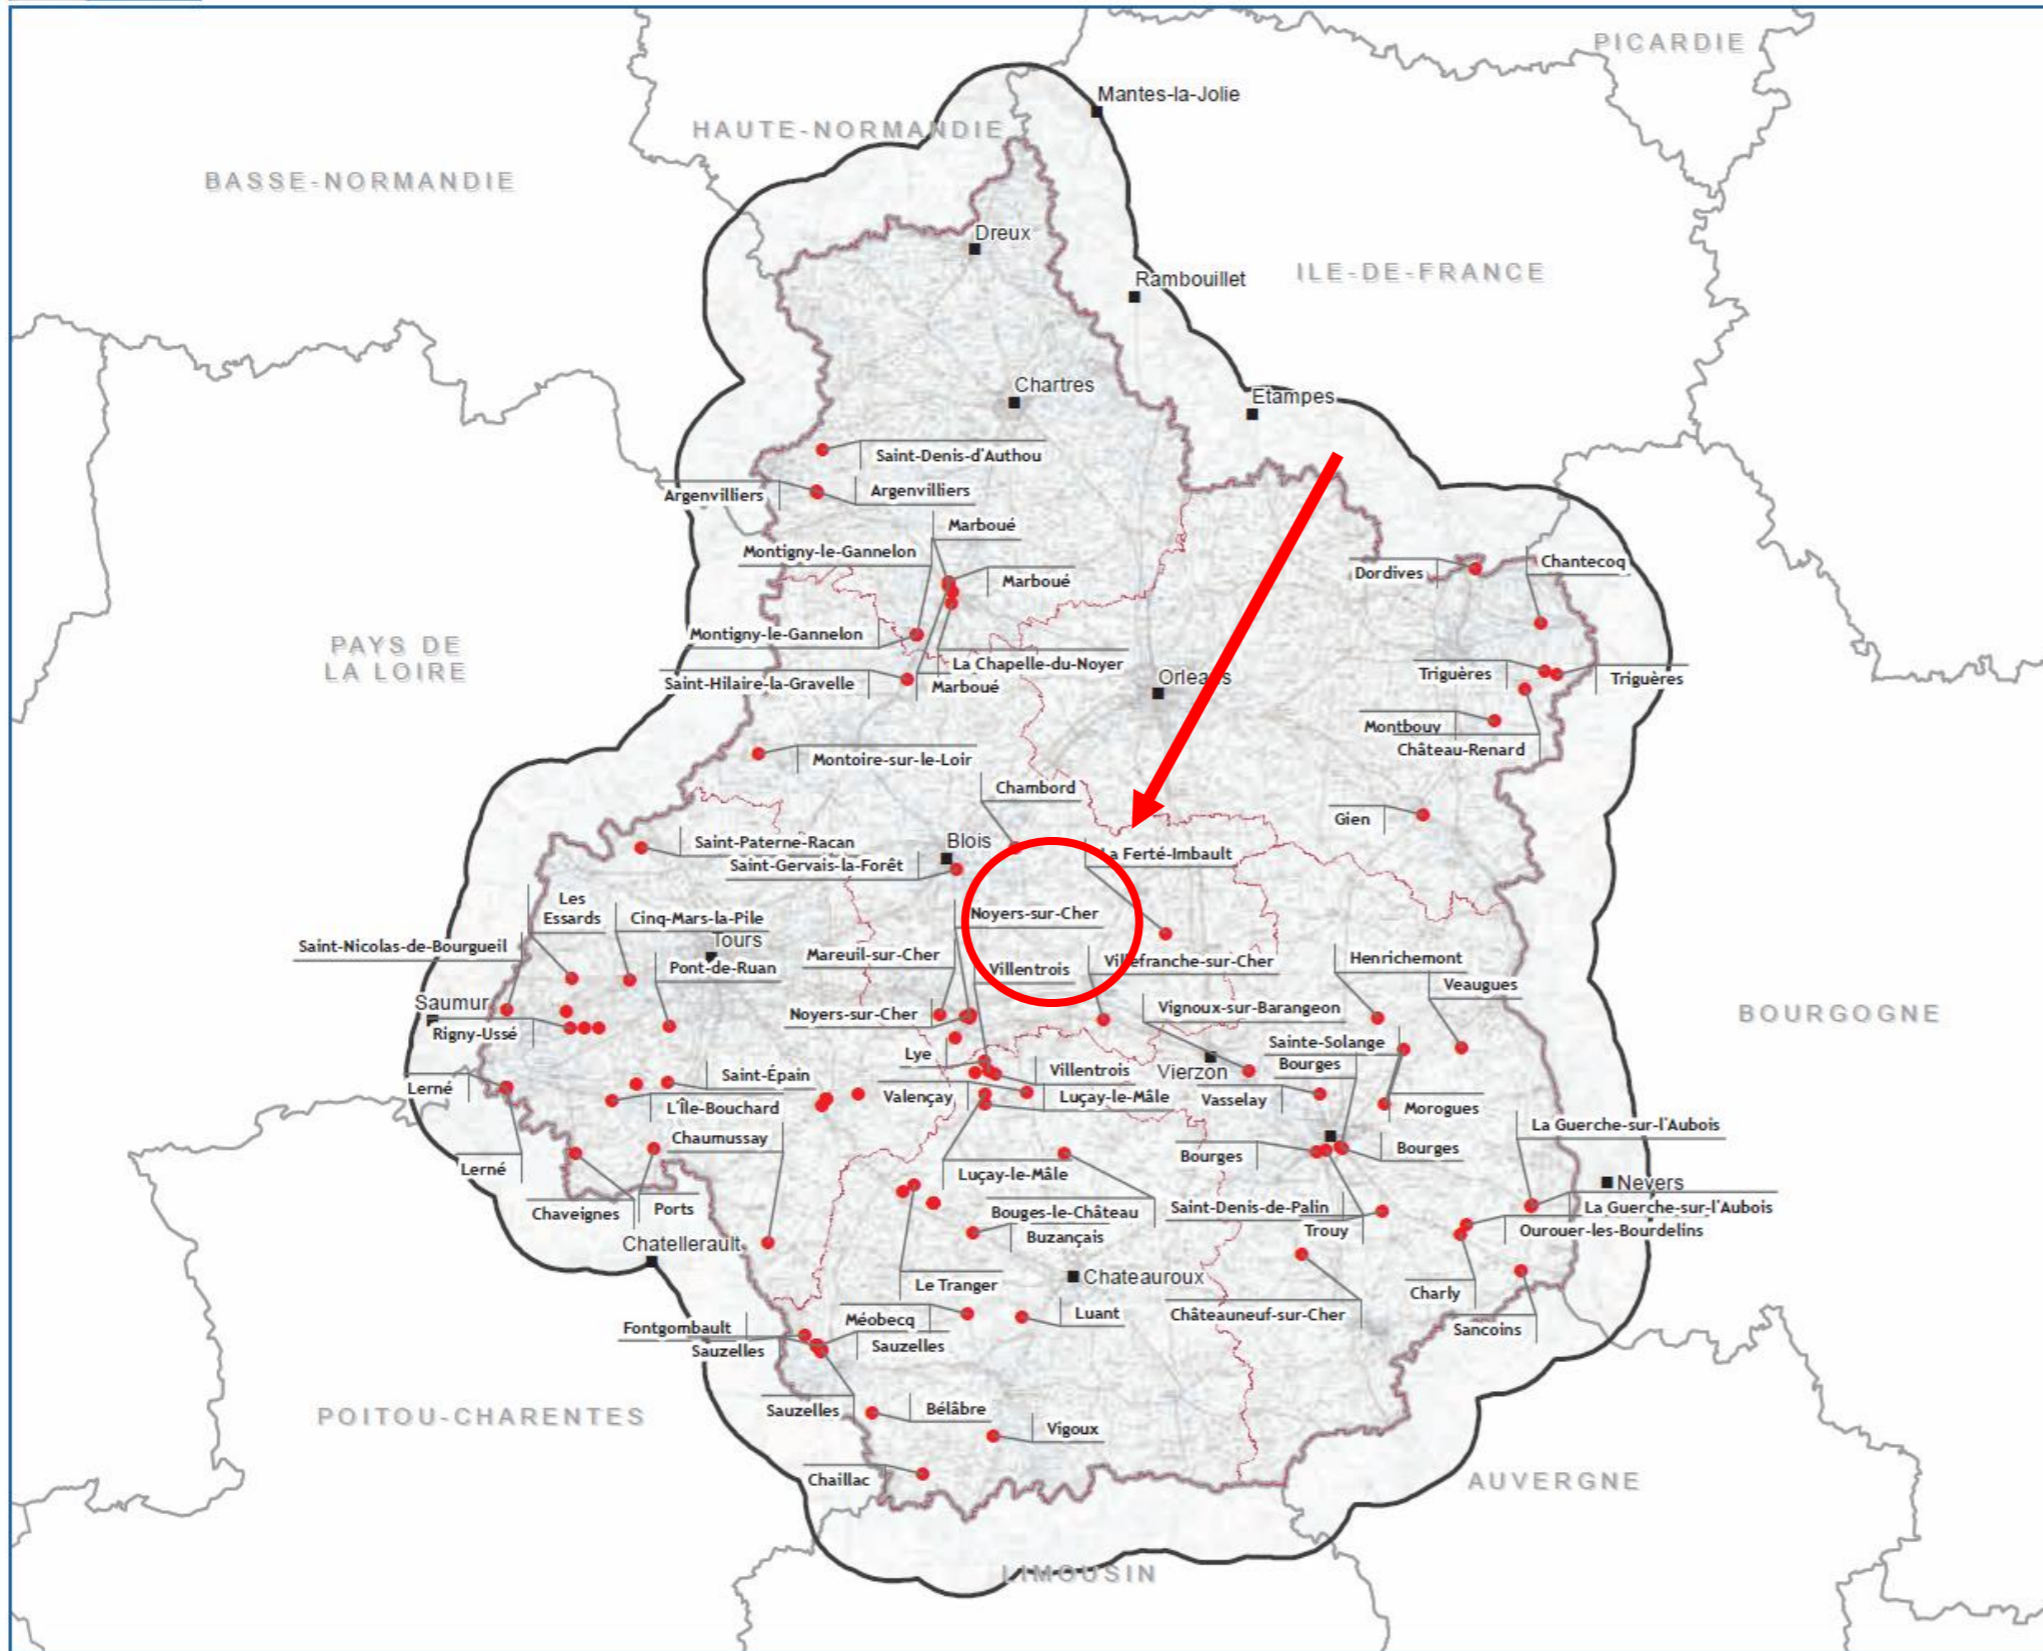 PICARDIE
Mantes-la-Jolie
HAUTE-NORMANDIE
BASSE-NORMANDIE
Dreux
ILE-DE-FRANCE
Rambouillet
Chartres
Etampes
Saint-Denis-d'Authou
Argenvilliers
Argenvilliers
Marboué
Montigny-le-Gannelon
Chantecoq
Dordives
Marboué
Montigny-le-Gannelon
PAYS DE
LA LOIRE
La Chapelle-du-Noyer
Triguères
Triguères
Orleans
Saint-Hilaire-la-Gravelle
Marboué
Montbouy
Château-Renard
Montoire-sur-le-Loir
Chambord
Gien
Saint-Paterne-Racan
Blois
La Ferté-Imbault
Saint-Gervais-la-Forêt
Les
Essards
Cinq-Mars-la-Pile
Noyers-sur-Cher
Tours
Saint-Nicolas-de-Bourgueil
Mareuil-sur-Cher
Henrichemont
Pont-de-Ruan
Villentrois
Villefranche-sur-Cher
Veaugues
Saumur
Vignoux-sur-Barangeon
Noyers-sur-Cher
BOURGOGNE
Rigny-Ussé
Sainte-Solange
Lye
Bourges
Villentrois
Vierzon
Saint-Épain
Lerné
Valençay
Luçay-le-Mâle
Vasselay
L'Île-Bouchard
Morogues
La Guerche-sur-l'Aubois
Chaumussay
Bourges
Bourges
Lerné
Luçay-le-Mâle
Nevers
Chaveignes
Ports
Bouges-le-Château
Saint-Denis-de-Palin
La Guerche-sur-l'Aubois
Trouy
Ourouer-les-Bourdelins
Buzançais
Chatellerault
Chateauroux
Le Tranger
Charly
Méobecq
Luant
Châteauneuf-sur-Cher
Fontgombault
Sancoins
Sauzelles
Sauzelles
Sauzelles
Bélâbre
POITOU-CHARENTES
Vigoux
Chaillac
AUVERGNE
LIMOUSIN